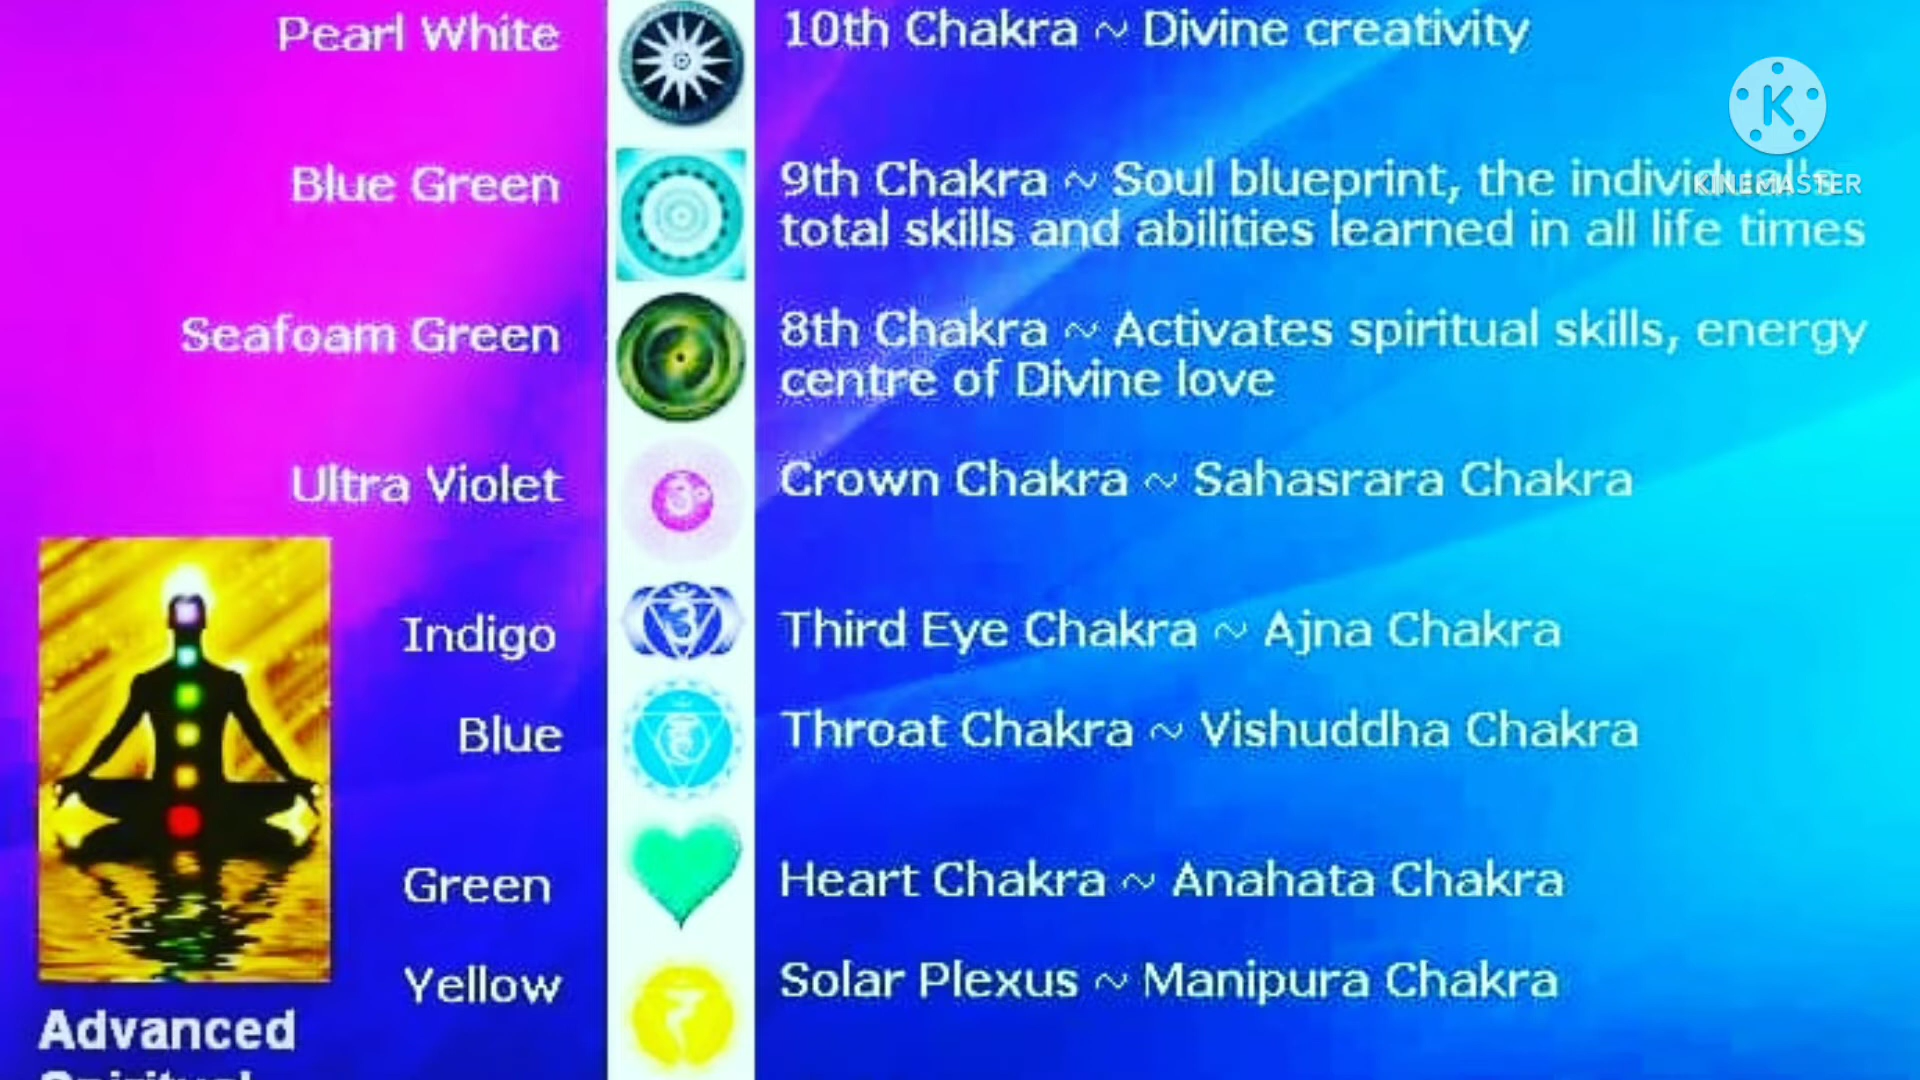 Pearl White
10th Chakra ~ Divine creativity
K
KINEMASTER
Blue Green
9th Chakra ~ Soul blueprint, the individual's
total skills and abilities learned in all life times
Seafoam Green
8th Chakra ~ Activates spiritual skills, energy
centre of Divine love
Ultra Violet
Crown Chakra ~ Sahasrara Chakra
Indigo
Third Eye Chakra ~ Ajna Chakra
Blue
Throat Chakra ~ Vishuddha Chakra
Green
Heart Chakra ~ Anahata Chakra
Yellow
Solar Plexus ~ Manipura Chakra
Advanced
Spiritual